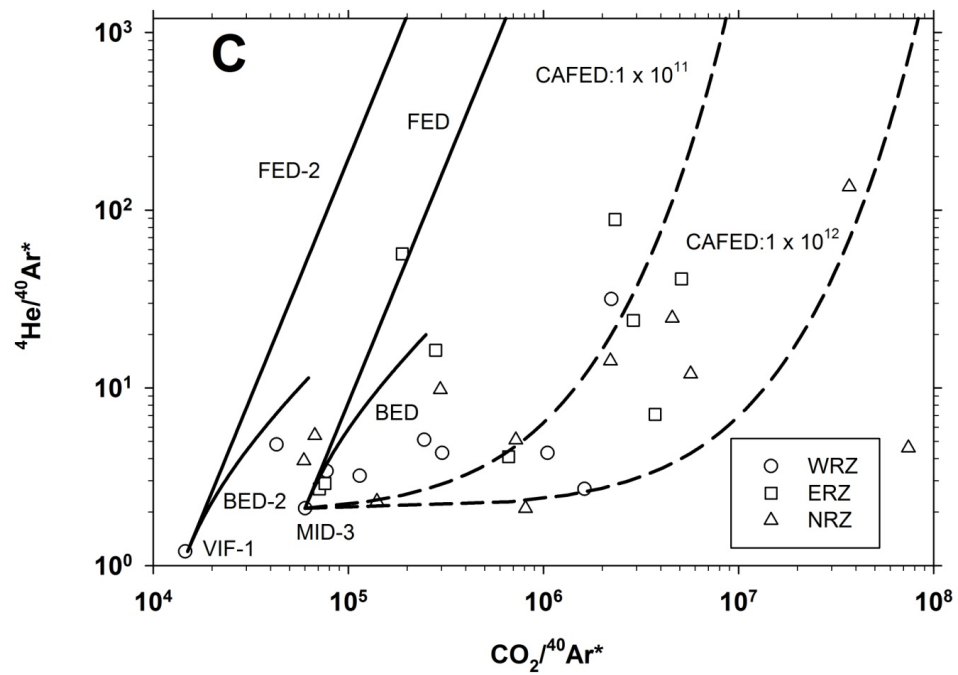 C
10³
CAFED:1 x 10¹¹
FED
FED-2
10²
CAFED:1 x 10¹²
⁴He/⁴⁰Ar*
10¹
BED
WRZ
BED-2
ERZ
MID-3
NRZ
VIF-1
10⁰
10⁴ 10⁵ 10⁶ 10⁷ 10⁸
CO₂/⁴⁰Ar*